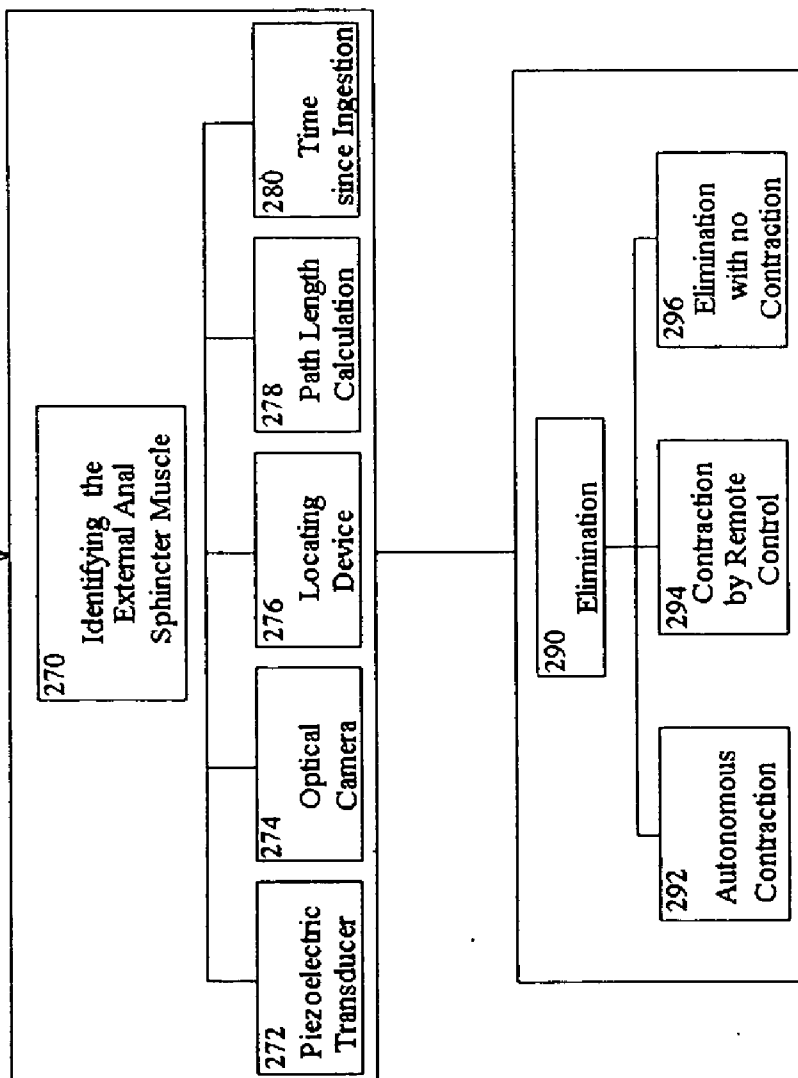 270
Identifying the
External Anal
Sphincter Muscle
272
Piezoelectric
Transducer
274
Optical
Camera
276
Locating
Device
278
Path Length
Calculation
280
Time
since Ingestion
290
Elimination
292
Autonomous
Contraction
294
Contraction
by Remote
Control
296
Elimination
with no
Contraction